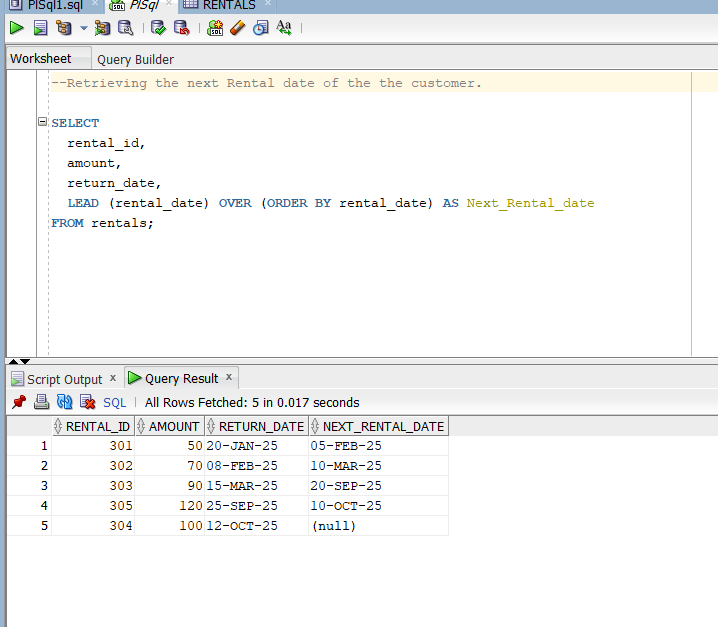 PlSql1.sql PlSql RENTALS
Worksheet Query Builder
--Retrieving the next Rental date of the the customer.
SELECT
rental_id,
amount,
return_date,
LEAD (rental_date) OVER (ORDER BY rental_date) AS Next_Rental_date
FROM rentals;
Script Output x Query Result x
SQL All Rows Fetched: 5 in 0.017 seconds
RENTAL_ID AMOUNT RETURN_DATE NEXT_RENTAL_DATE
1 301 50 20-JAN-25 05-FEB-25
2 302 70 08-FEB-25 10-MAR-25
3 303 90 15-MAR-25 20-SEP-25
4 305 120 25-SEP-25 10-OCT-25
5 304 100 12-OCT-25 (null)